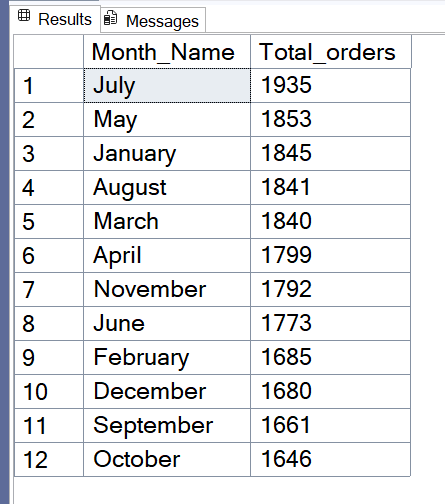 Results Messages
Month_Name Total_orders
1 July 1935
2 May 1853
3 January 1845
4 August 1841
5 March 1840
6 April 1799
7 November 1792
8 June 1773
9 February 1685
10 December 1680
11 September 1661
12 October 1646